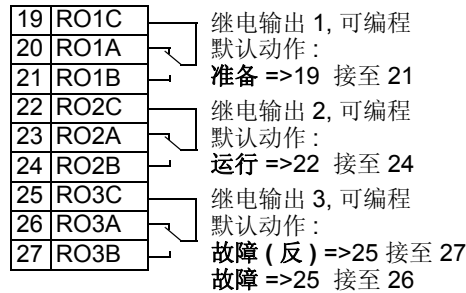 19 RO1C 继电输出 1, 可编程
20 RO1A 默认动作 :
21 RO1B 准备 =>19 接至 21
22 RO2C 继电输出 2, 可编程
23 RO2A 默认动作 :
24 RO2B 运行 =>22 接至 24
25 RO3C 继电输出 3, 可编程
26 RO3A 默认动作 :
27 RO3B 故障 ( 反 ) =>25 接至 27
故障 =>25 接至 26